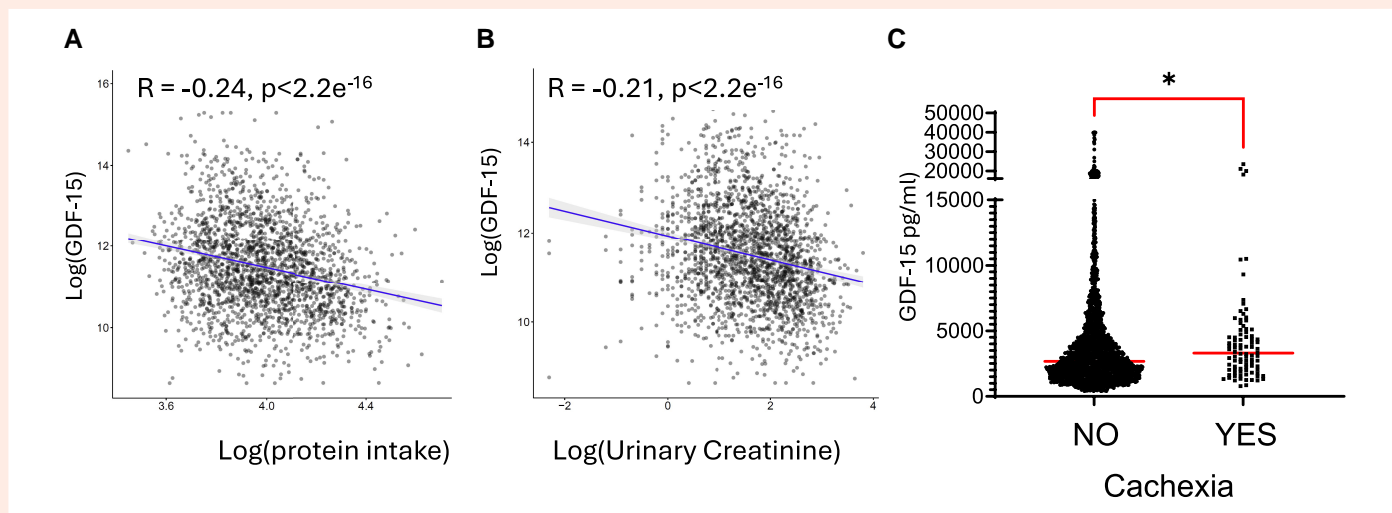 A
R = -0.24, p<2.2e-16
16
14
12
10
Log(GDF-15)
3.6
4.0
4.4
Log(protein intake)
B
R = -0.21, p<2.2e-16
14
12
10
Log(GDF-15)
−2
0
2
4
Log(Urinary Creatinine)
C
*
50000
40000
30000
20000
15000
10000
5000
0
GDF-15 pg/ml)
NO
YES
Cachexia